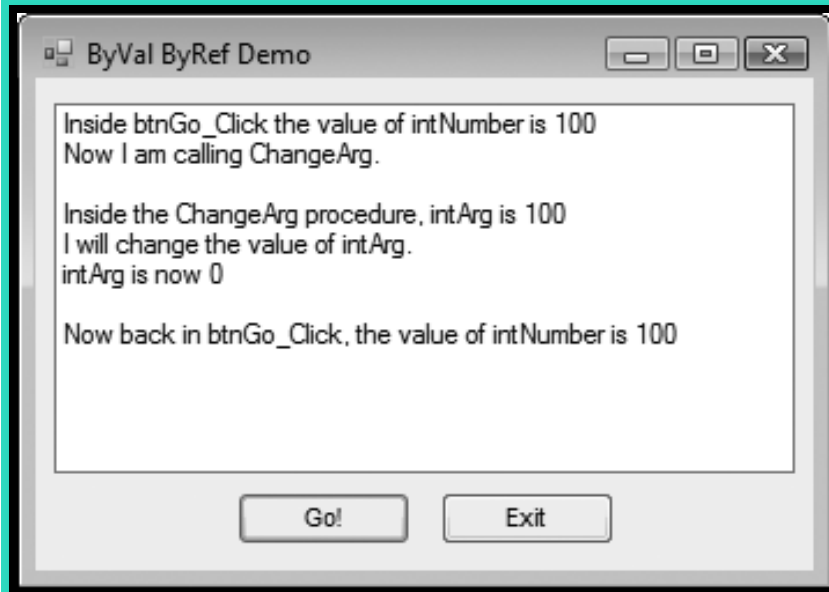 ByVal ByRef Demo
Inside btnGo_Click the value of intNumber is 100
Now I am calling ChangeArg.
Inside the ChangeArg procedure, intArg is 100
I will change the value of intArg.
intArg is now 0
Now back in btnGo_Click, the value of intNumber is 100
Go!
Exit